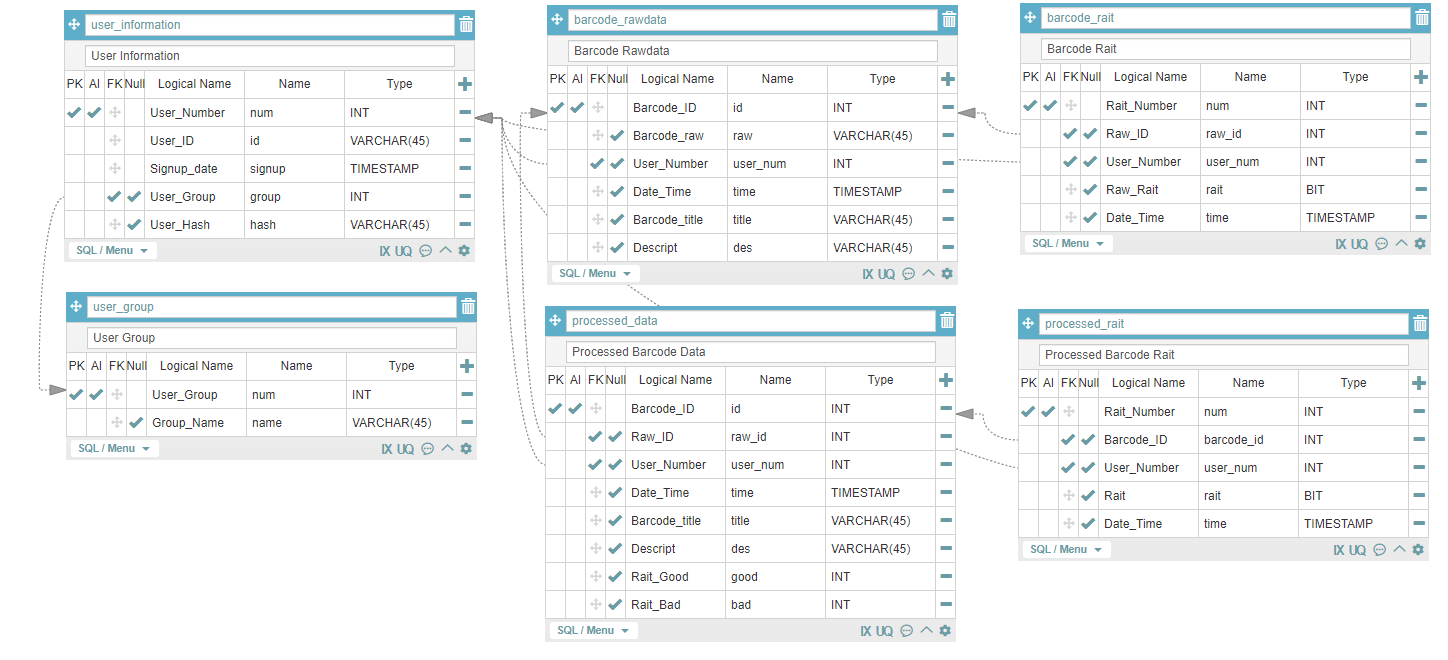 user_information
User Information
PK AI FK Null Logical Name Name Type
User_Number num INT
User_ID id VARCHAR(45)
Signup_date signup TIMESTAMP
User_Group group INT
User_Hash hash VARCHAR(45)
SQL / Menu IX UQ
user_group
User Group
PK AI FK Null Logical Name Name Type
User_Group num INT
Group_Name name VARCHAR(45)
SQL / Menu IX UQ
barcode_rawdata
Barcode Rawdata
PK AI FK Null Logical Name Name Type
Barcode_ID id INT
Barcode_raw raw VARCHAR(45)
User_Number user_num INT
Date_Time time TIMESTAMP
Barcode_title title VARCHAR(45)
Descript des VARCHAR(45)
SQL / Menu IX UQ
processed_data
Processed Barcode Data
PK AI FK Null Logical Name Name Type
Barcode_ID id INT
Raw_ID raw_id INT
User_Number user_num INT
Date_Time time TIMESTAMP
Barcode_title title VARCHAR(45)
Descript des VARCHAR(45)
Rait_Good good INT
Rait_Bad bad INT
SQL / Menu IX UQ
barcode_rait
Barcode Rait
PK AI FK Null Logical Name Name Type
Rait_Number num INT
Raw_ID raw_id INT
User_Number user_num INT
Raw_Rait rait BIT
Date_Time time TIMESTAMP
SQL / Menu IX UQ
processed_rait
Processed Barcode Rait
PK AI FK Null Logical Name Name Type
Rait_Number num INT
Barcode_ID barcode_id INT
User_Number user_num INT
Rait rait BIT
Date_Time time TIMESTAMP
SQL / Menu IX UQ